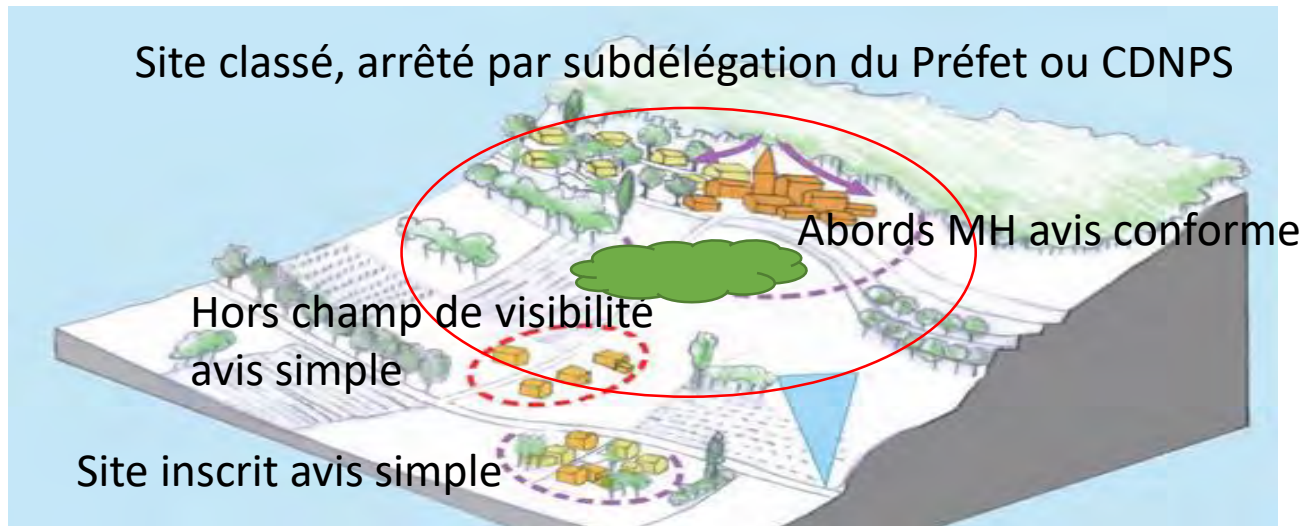 Site classé, arrêté par subdélégation du Préfet ou CDNPS
Abords MH avis conforme
Hors champ de visibilité
avis simple
Site inscrit avis simple